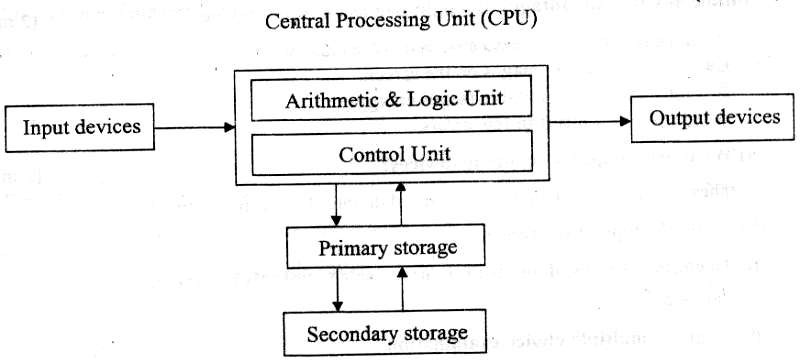 Central Processing Unit (CPU)
Arithmetic & Logic Unit
Input devices
Output devices
Control Unit
Primary storage
Secondary storage